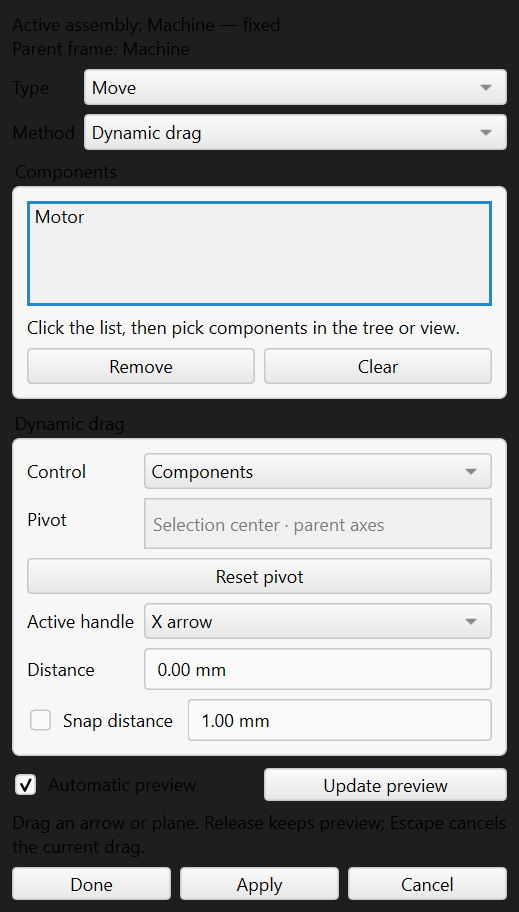 Active assembly: Machine — fixed
Parent frame: Machine
Type Move
Method Dynamic drag
Components
Motor
Click the list, then pick components in the tree or view.
Remove Clear
Dynamic drag
Control Components
Pivot Selection center · parent axes
Reset pivot
Active handle X arrow
Distance 0.00 mm
Snap distance 1.00 mm
Automatic preview Update preview
Drag an arrow or plane. Release keeps preview; Escape cancels
the current drag.
Done Apply Cancel